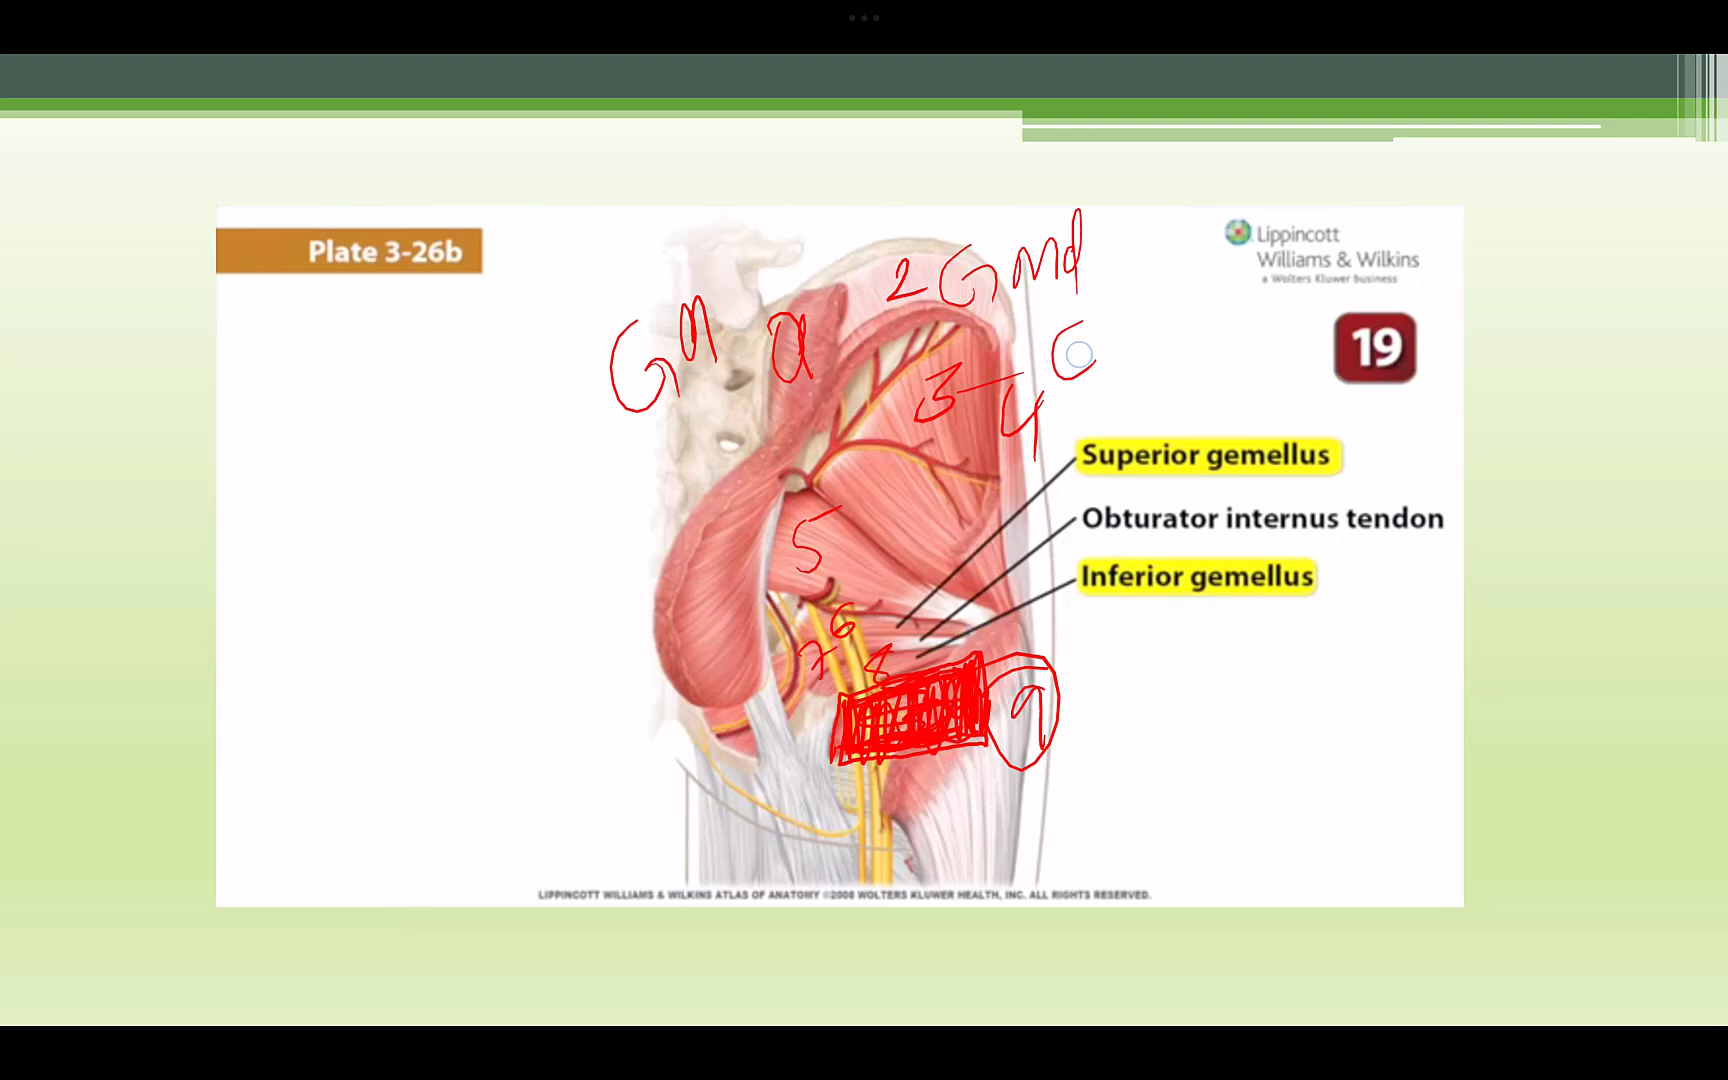 Plate 3-26b
Lippincott
Williams & Wilkins
a Wolters Kluwer business
2 G Md
G M
19
3 - 4
Superior gemellus
Obturator internus tendon
5
Inferior gemellus
6
7
8
9
LIPPINCOTT WILLIAMS & WILKINS ATLAS OF ANATOMY ©2008 WOLTERS KLUWER HEALTH, INC. ALL RIGHTS RESERVED.